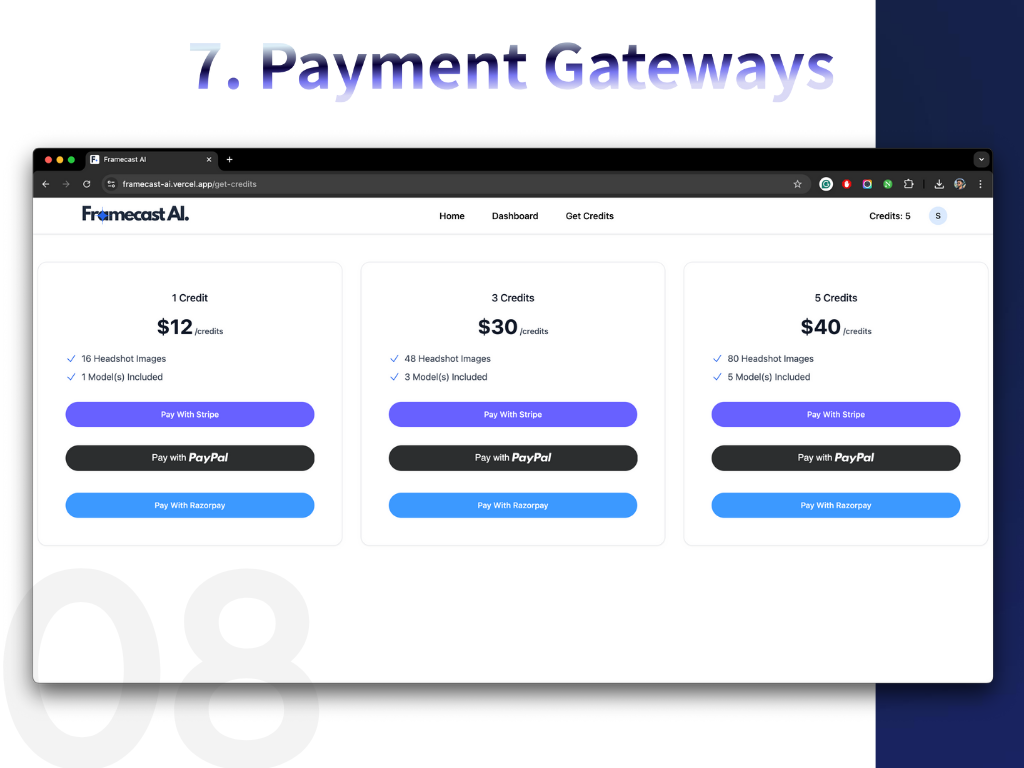 7. Payment Gateways
Framecast AI
framecast-ai.vercel.app/get-credits
Framecast AI.
Home
Dashboard
Get Credits
Credits: 5
S
1 Credit
$12 /credits
16 Headshot Images
1 Model(s) Included
Pay With Stripe
Pay with PayPal
Pay With Razorpay
3 Credits
$30 /credits
48 Headshot Images
3 Model(s) Included
Pay With Stripe
Pay with PayPal
Pay With Razorpay
5 Credits
$40 /credits
80 Headshot Images
5 Model(s) Included
Pay With Stripe
Pay with PayPal
Pay With Razorpay
08